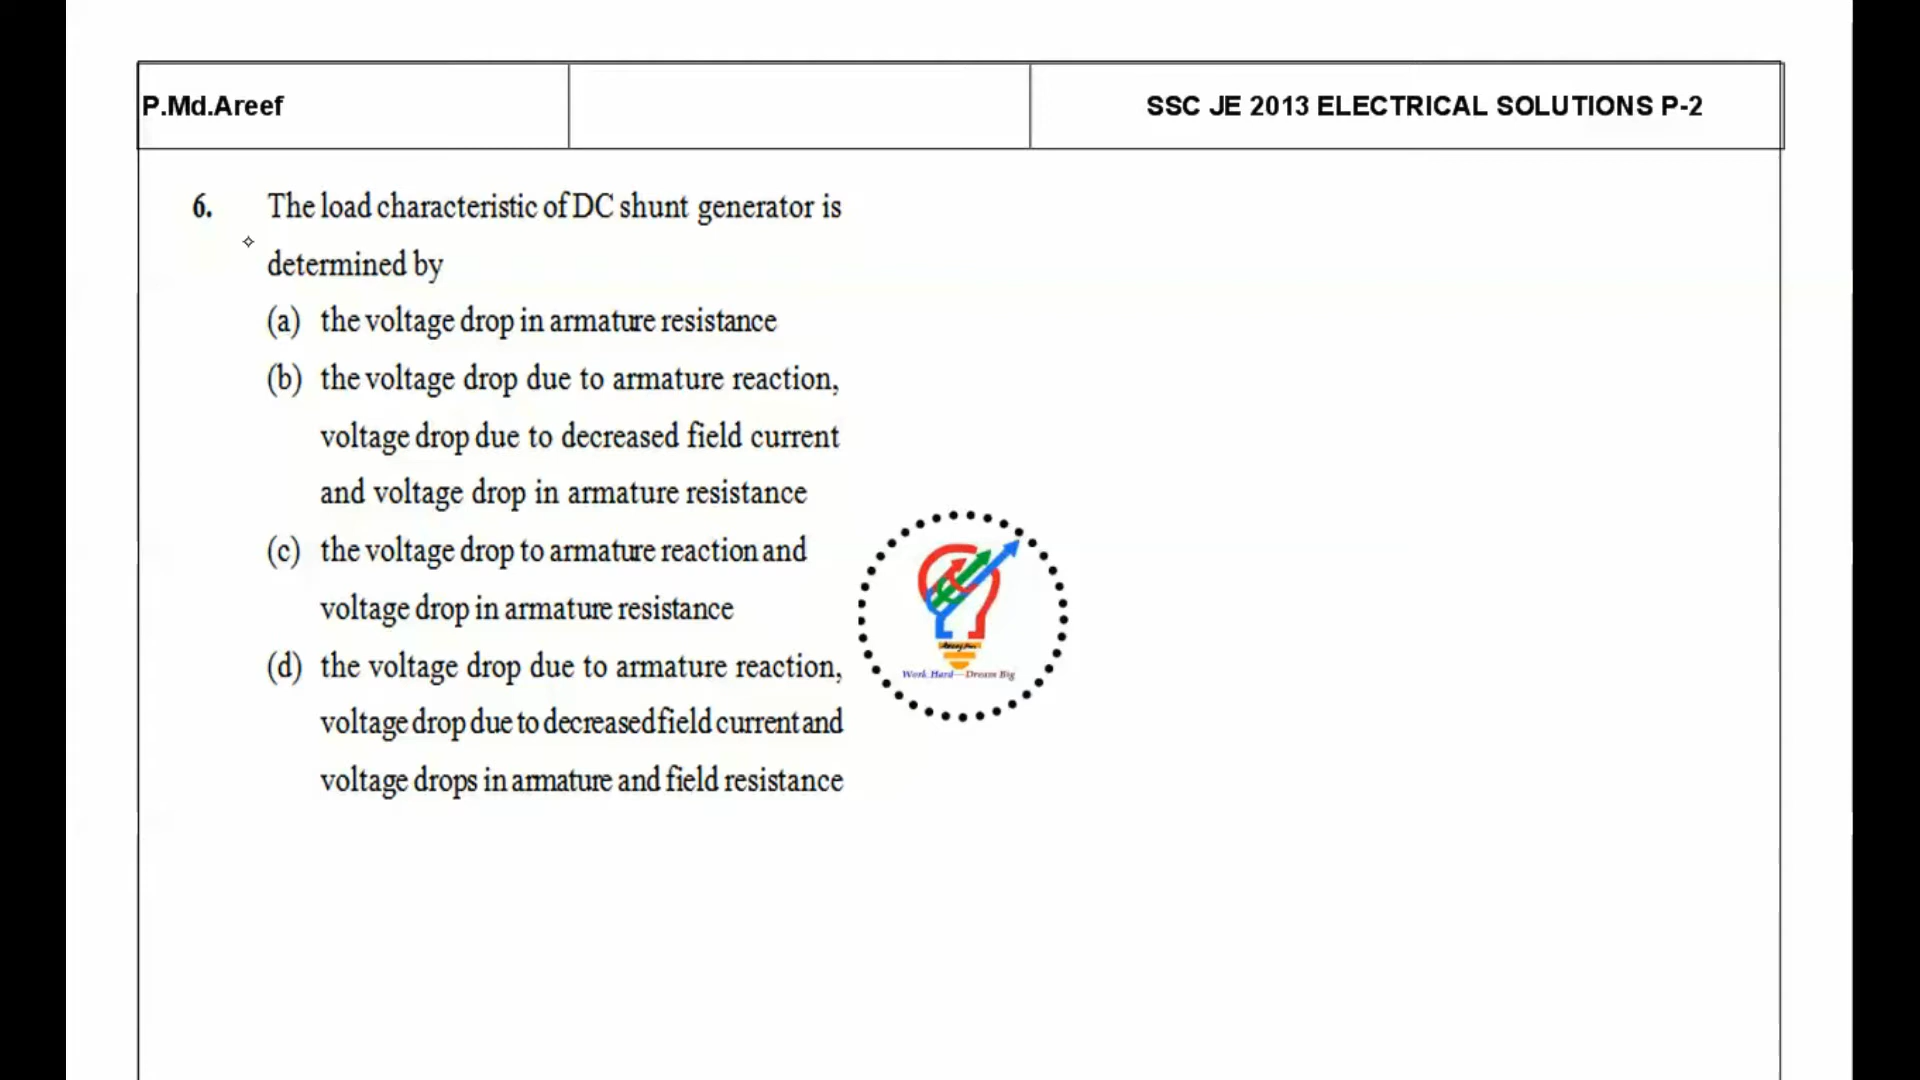 P.Md.Areef
SSC JE 2013 ELECTRICAL SOLUTIONS P-2
6. The load characteristic of DC shunt generator is
determined by
(a) the voltage drop in armature resistance
(b) the voltage drop due to armature reaction,
voltage drop due to decreased field current
and voltage drop in armature resistance
(c) the voltage drop to armature reaction and
voltage drop in armature resistance
(d) the voltage drop due to armature reaction,
voltage drop due to decreased field current and
voltage drops in armature and field resistance
Work Hard—Dream Big